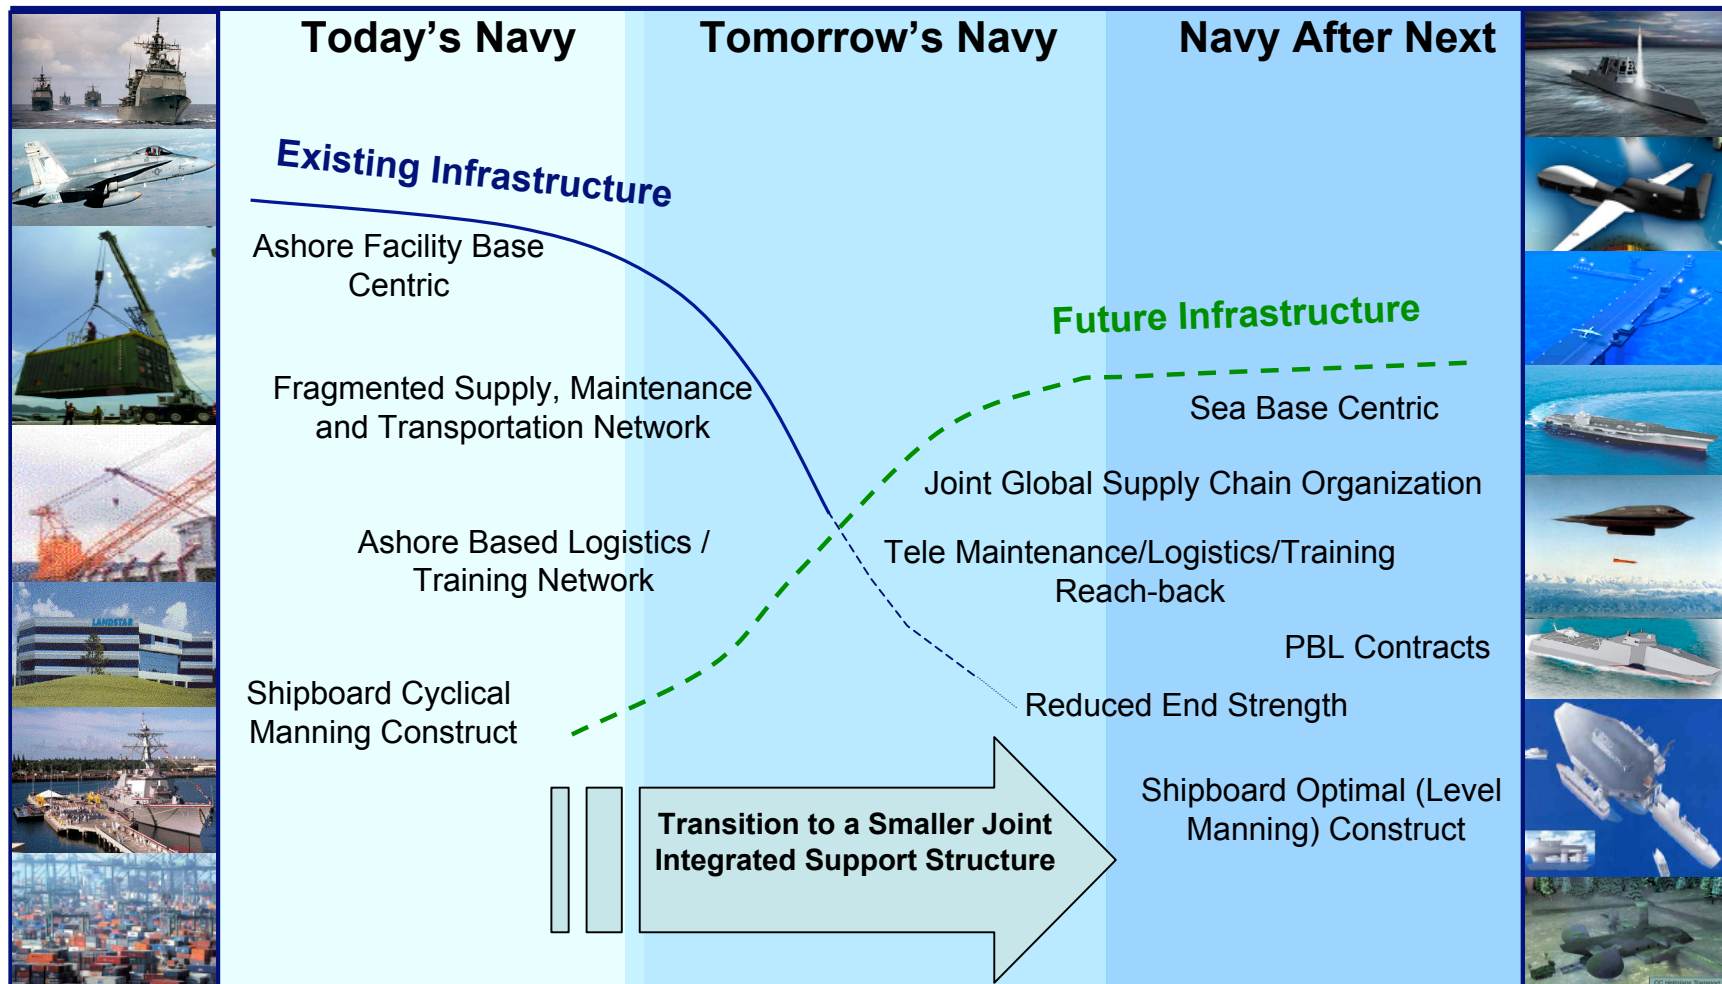 Today's Navy
Tomorrow's Navy
Navy After Next
Existing Infrastructure
Ashore Facility Base
Centric
Fragmented Supply, Maintenance
and Transportation Network
Ashore Based Logistics /
Training Network
Shipboard Cyclical
Manning Construct
Future Infrastructure
Sea Base Centric
Joint Global Supply Chain Organization
Tele Maintenance/Logistics/Training
Reach-back
PBL Contracts
Reduced End Strength
Shipboard Optimal (Level
Manning) Construct
Transition to a Smaller Joint
Integrated Support Structure
LANDSTAR